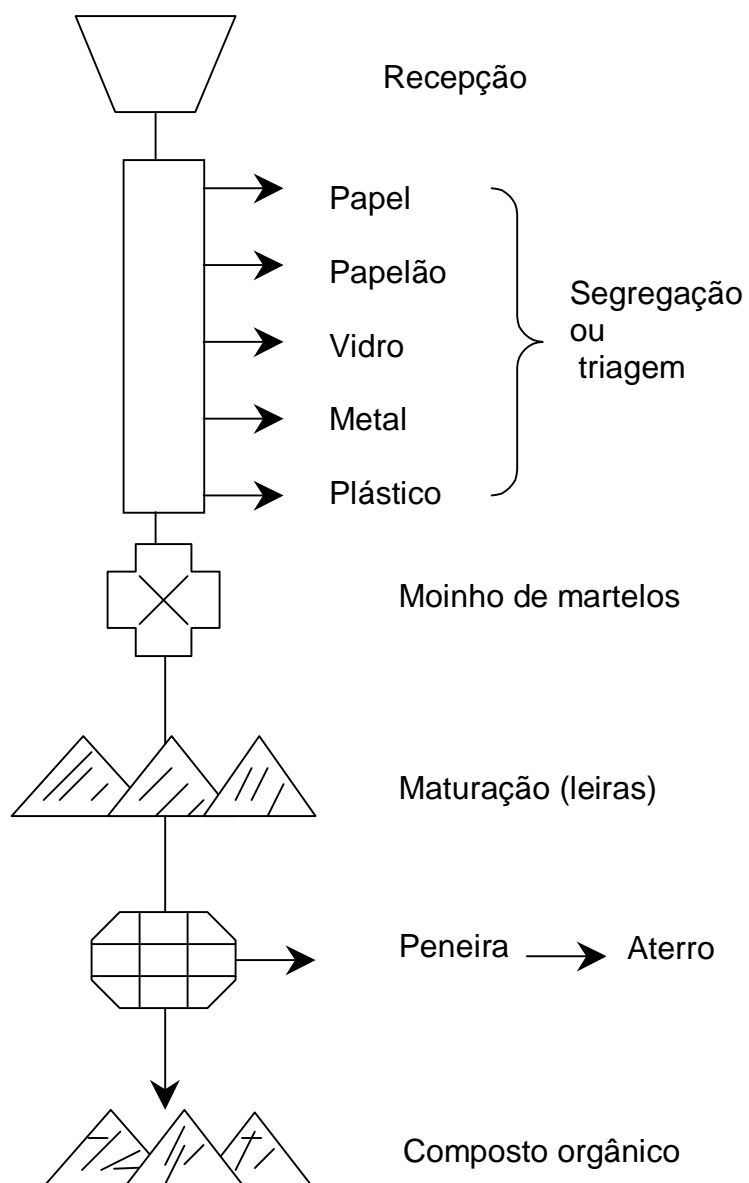 Recepção
Papel
Papelão
Vidro
Metal
Plástico
Segregação
ou
triagem
Moinho de martelos
Maturação (leiras)
Peneira Aterro
Composto orgânico